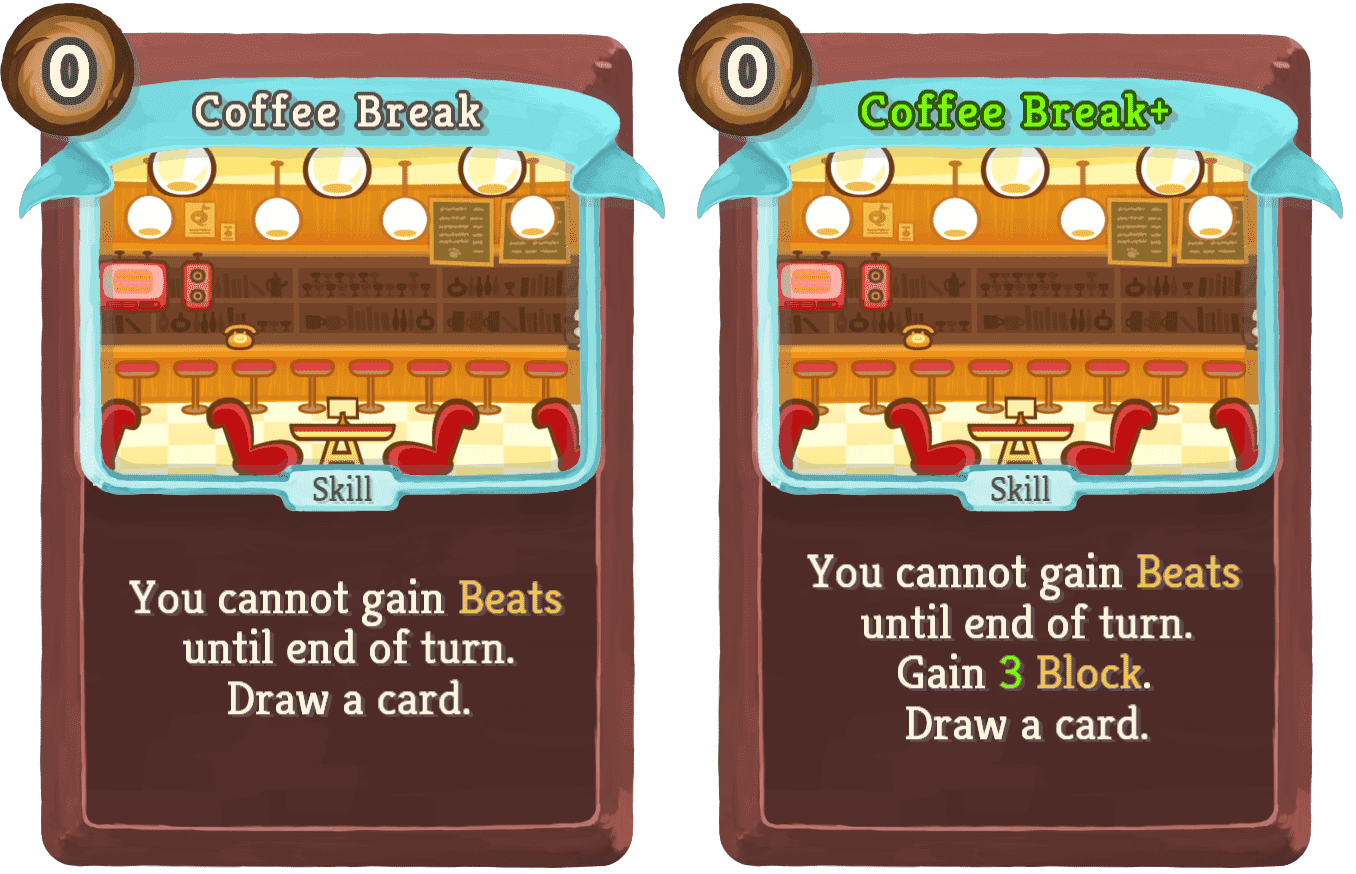 0
Coffee Break
Skill
You cannot gain Beats
until end of turn.
Draw a card.
0
Coffee Break+
Skill
You cannot gain Beats
until end of turn.
Gain 3 Block.
Draw a card.